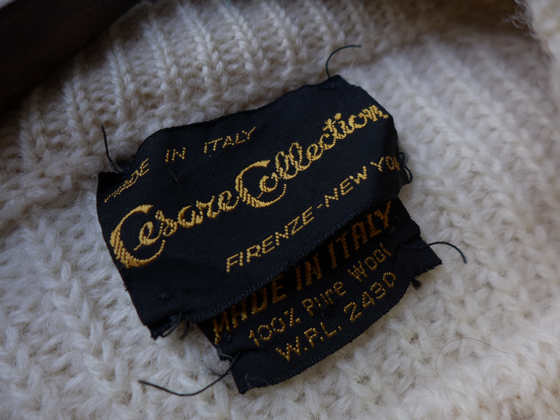 MADE IN ITALY
Cesare Collection
FIRENZE-NEW YORK
MADE IN ITALY
100% Pure Wool
W.P.L. 2430